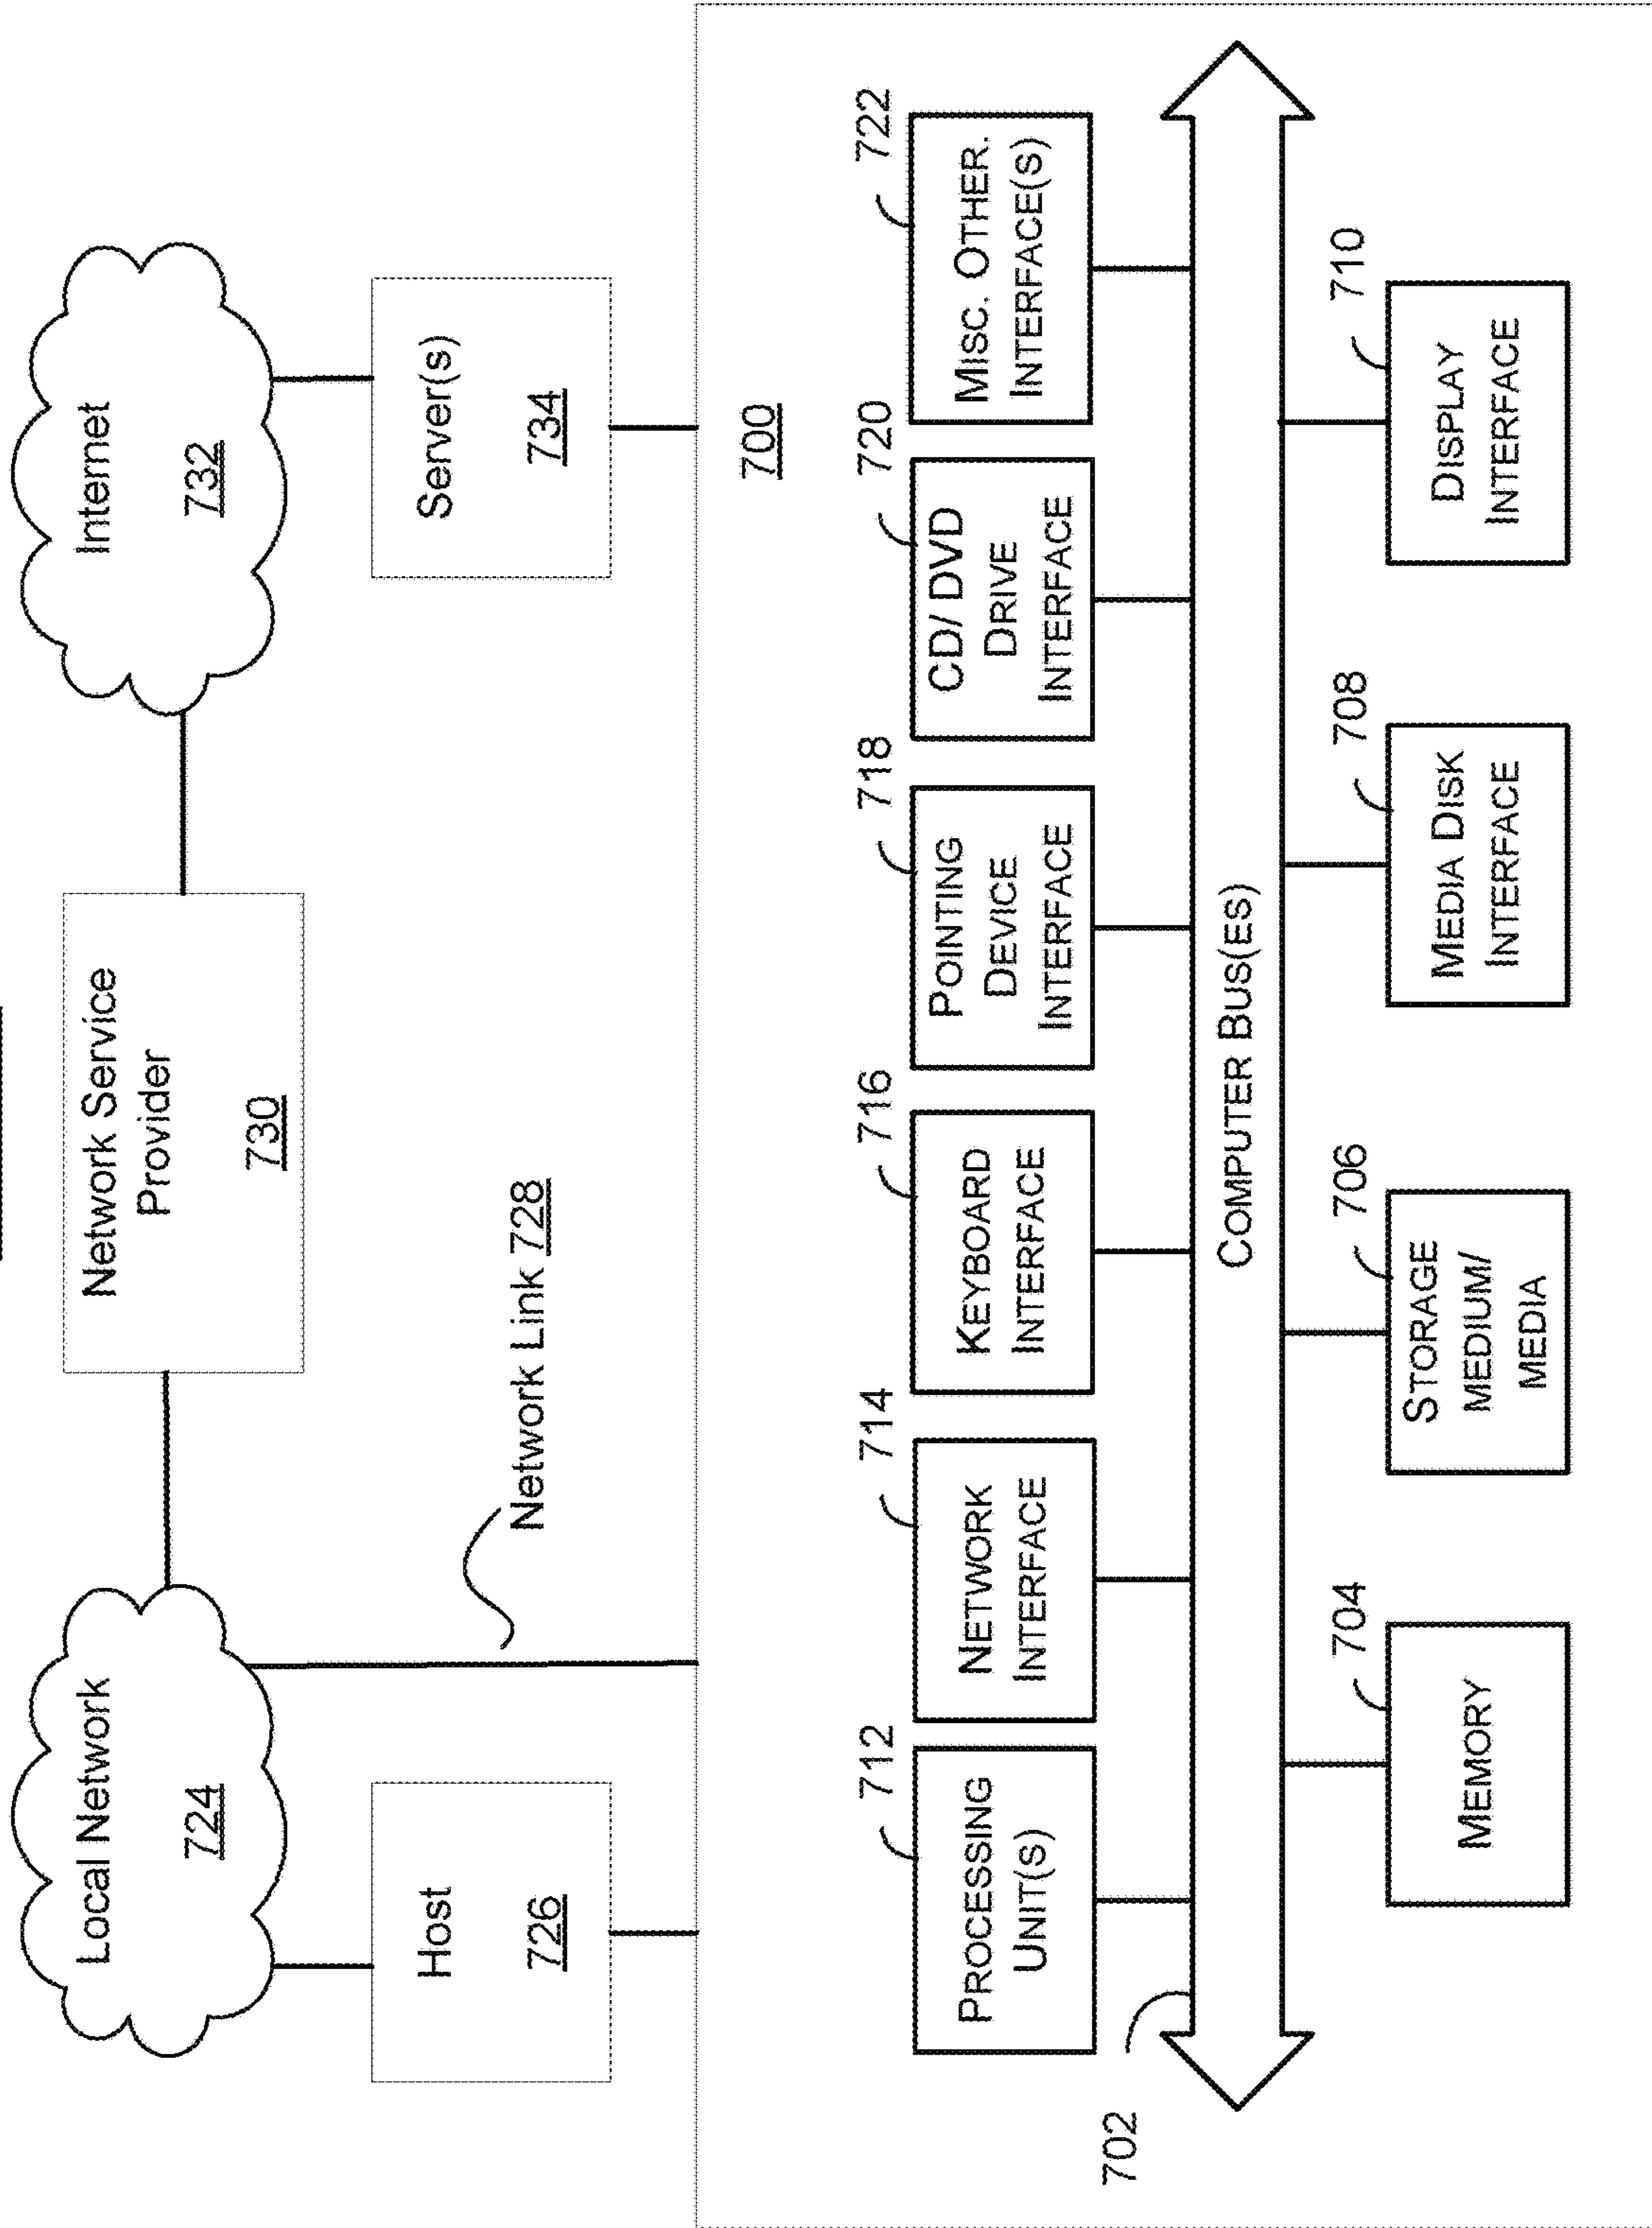 Local Network
724
Network Service
Provider
730
Internet
732
Host
726
Network Link 728
Server(s)
734
700
712
PROCESSING
UNIT(S)
714
NETWORK
INTERFACE
716
KEYBOARD
INTERFACE
718
POINTING
DEVICE
INTERFACE
720
CD/ DVD
DRIVE
INTERFACE
722
MISC. OTHER.
INTERFACE(S)
702
COMPUTER BUS(ES)
704
MEMORY
706
STORAGE
MEDIUM/
MEDIA
708
MEDIA DISK
INTERFACE
710
DISPLAY
INTERFACE